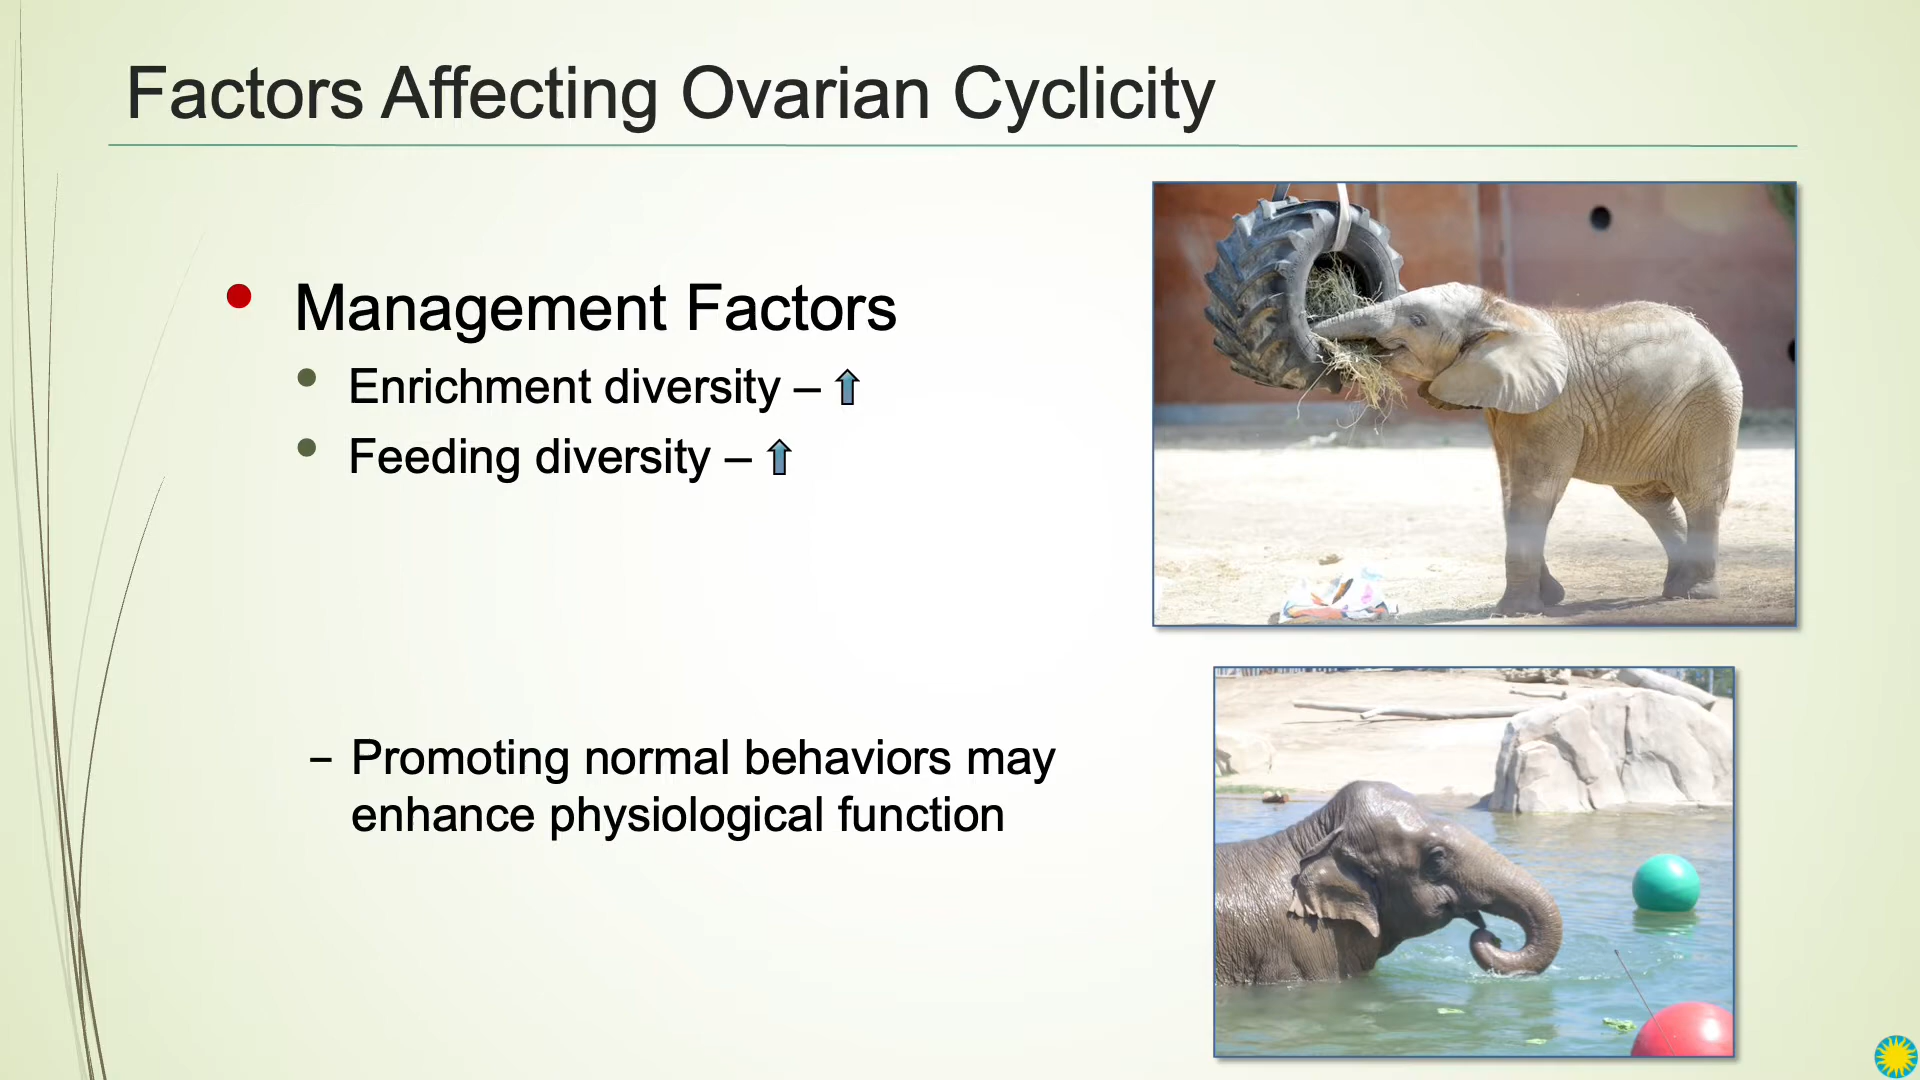 Factors Affecting Ovarian Cyclicity
• Management Factors
• Enrichment diversity – ⇧
• Feeding diversity – ⇧
– Promoting normal behaviors may
enhance physiological function